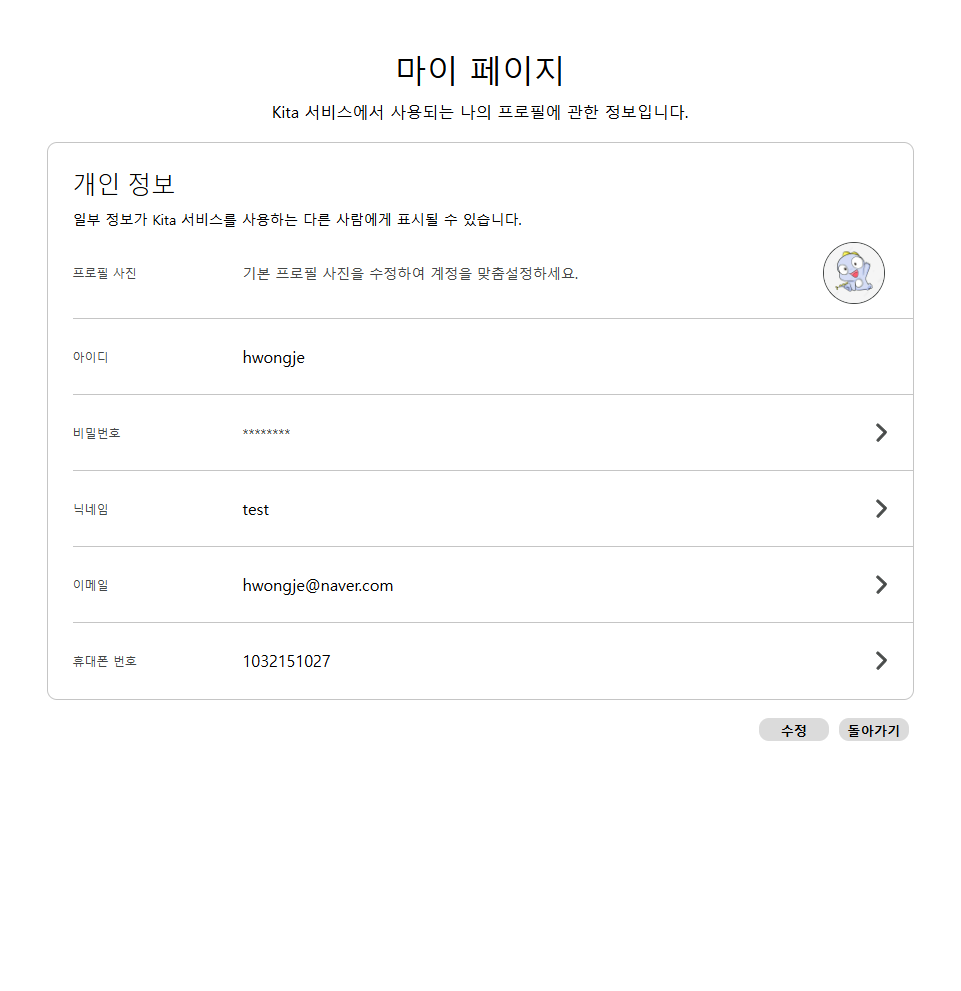 마이 페이지
Kita 서비스에서 사용되는 나의 프로필에 관한 정보입니다.
개인 정보
일부 정보가 Kita 서비스를 사용하는 다른 사람에게 표시될 수 있습니다.
프로필 사진 기본 프로필 사진을 수정하여 계정을 맞춤설정하세요.
아이디 hwongje
비밀번호 ********
닉네임 test
이메일 hwongje@naver.com
휴대폰 번호 1032151027
수정 돌아가기